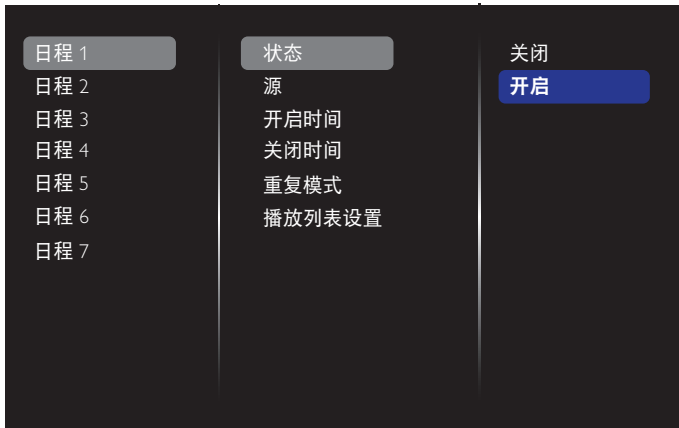 日程 1
日程 2
日程 3
日程 4
日程 5
日程 6
日程 7
状态
源
开启时间
关闭时间
重复模式
播放列表设置
关闭
开启